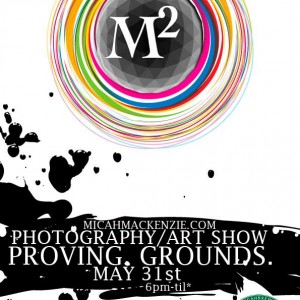 M²
MICAHMACKENZIE.COM
PHOTOGRAPHY/ART SHOW
PROVING. GROUNDS.
MAY 31st
6pm-til*